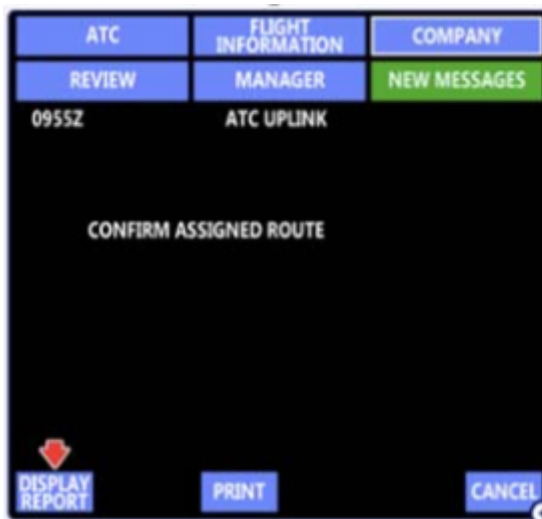 ATC
FLIGHT
INFORMATION
COMPANY
REVIEW
MANAGER
NEW MESSAGES
0955Z
ATC UPLINK
CONFIRM ASSIGNED ROUTE
DISPLAY
REPORT
PRINT
CANCEL